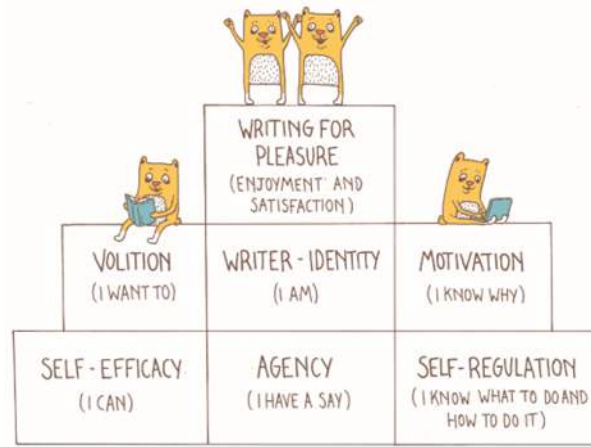 WRITING FOR
PLEASURE
(ENJOYMENT AND
SATISFACTION)
VOLITION
(I WANT TO)
WRITER-IDENTITY
(I AM)
MOTIVATION
(I KNOW WHY)
SELF-EFFICACY
(I CAN)
AGENCY
(I HAVE A SAY)
SELF-REGULATION
(I KNOW WHAT TO DO AND
HOW TO DO IT)